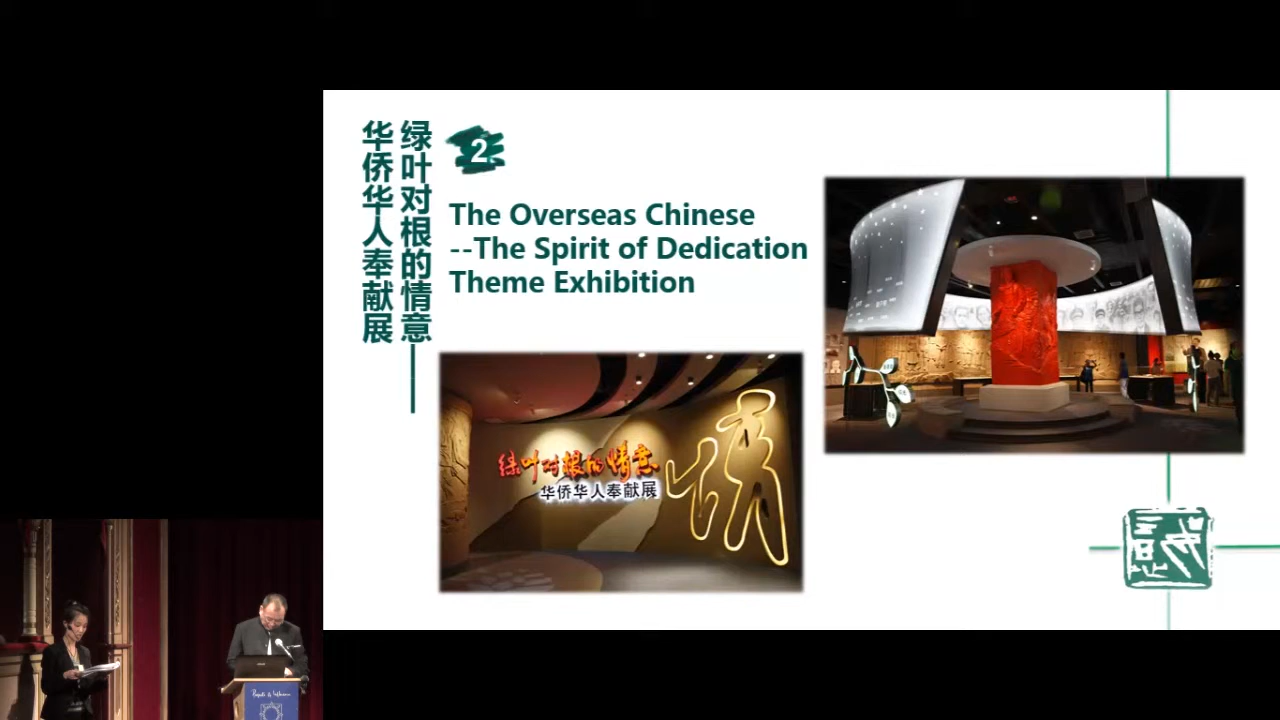 绿叶对根的情意——
华侨华人奉献展
2
The Overseas Chinese
--The Spirit of Dedication
Theme Exhibition
绿叶对根的情意
华侨华人奉献展
情